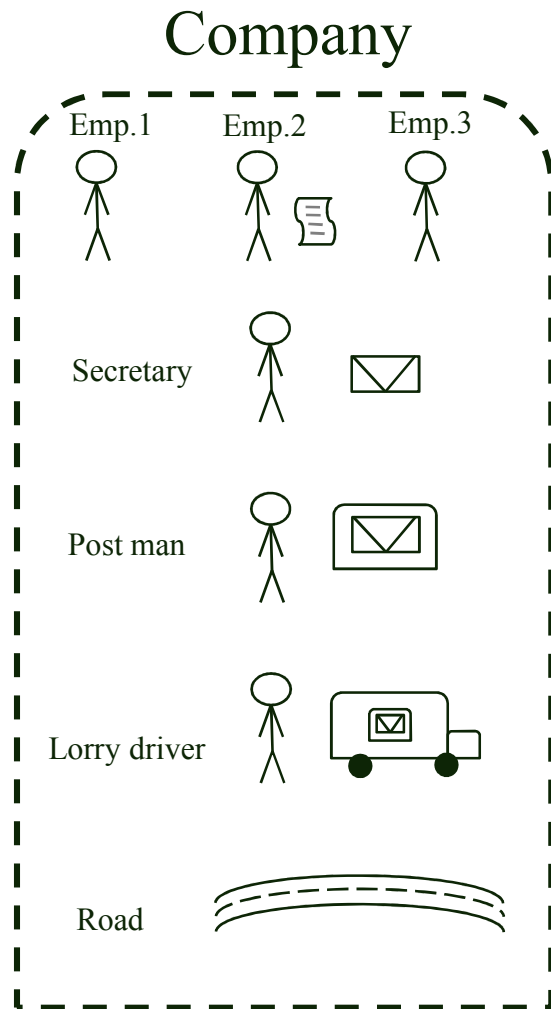 Company
Emp.1 Emp.2 Emp.3
Secretary
Post man
Lorry driver
Road